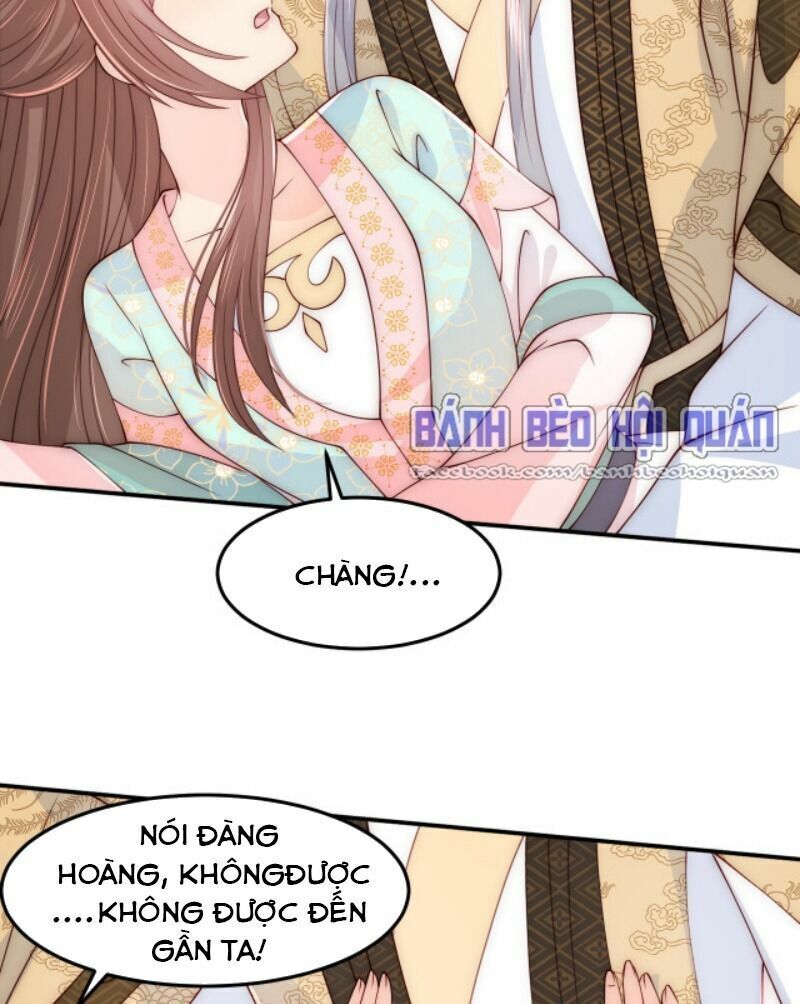 BÁNH BÈO HỘI QUÁN
facebook.com/banhbeohoiquan
CHÀNG!...
NÓI ĐÀNG
HOÀNG, KHÔNGĐƯỢC
....KHÔNG ĐƯỢC ĐẾN
GẦN TA!